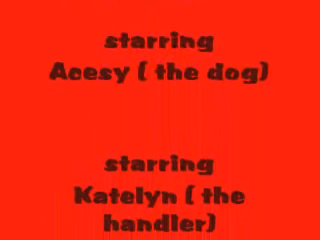 starring
Acesy ( the dog)
starring
Katelyn ( the
handler)